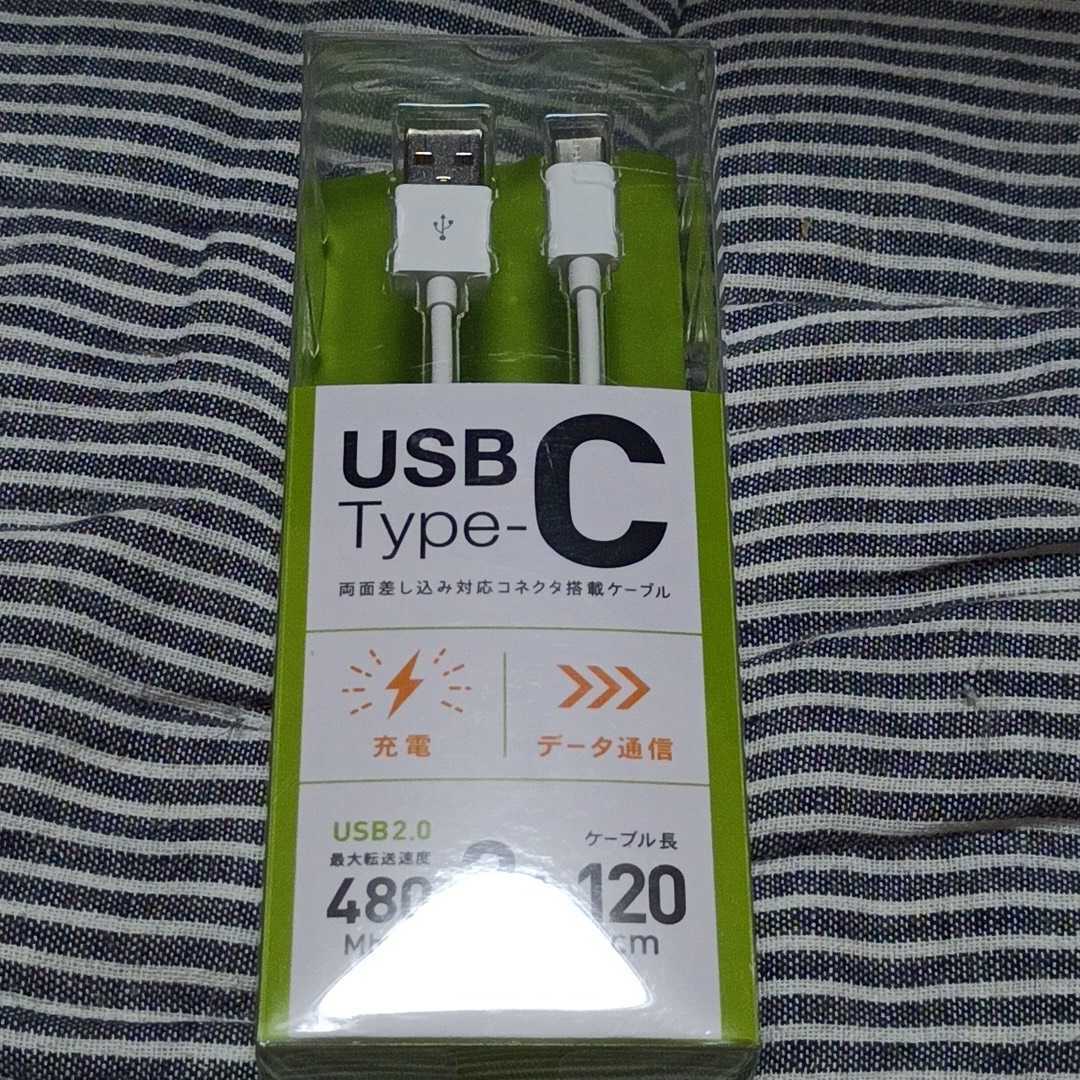 USB
Type-C
両面差し込み対応コネクタ搭載ケーブル
充電
データ通信
USB2.0
最大転送速度
480
ケーブル長
120
cm